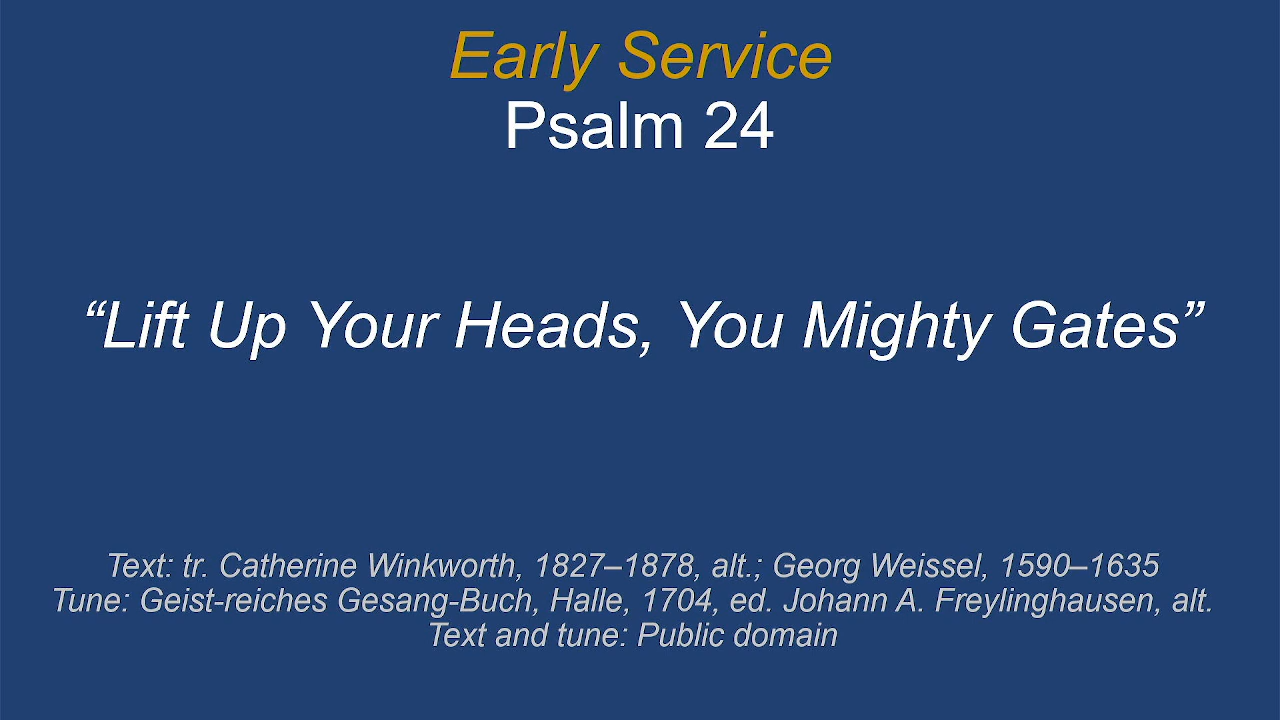 Early Service
Psalm 24
“Lift Up Your Heads, You Mighty Gates”
Text: tr. Catherine Winkworth, 1827–1878, alt.; Georg Weissel, 1590–1635
Tune: Geist-reiches Gesang-Buch, Halle, 1704, ed. Johann A. Freylinghausen, alt.
Text and tune: Public domain